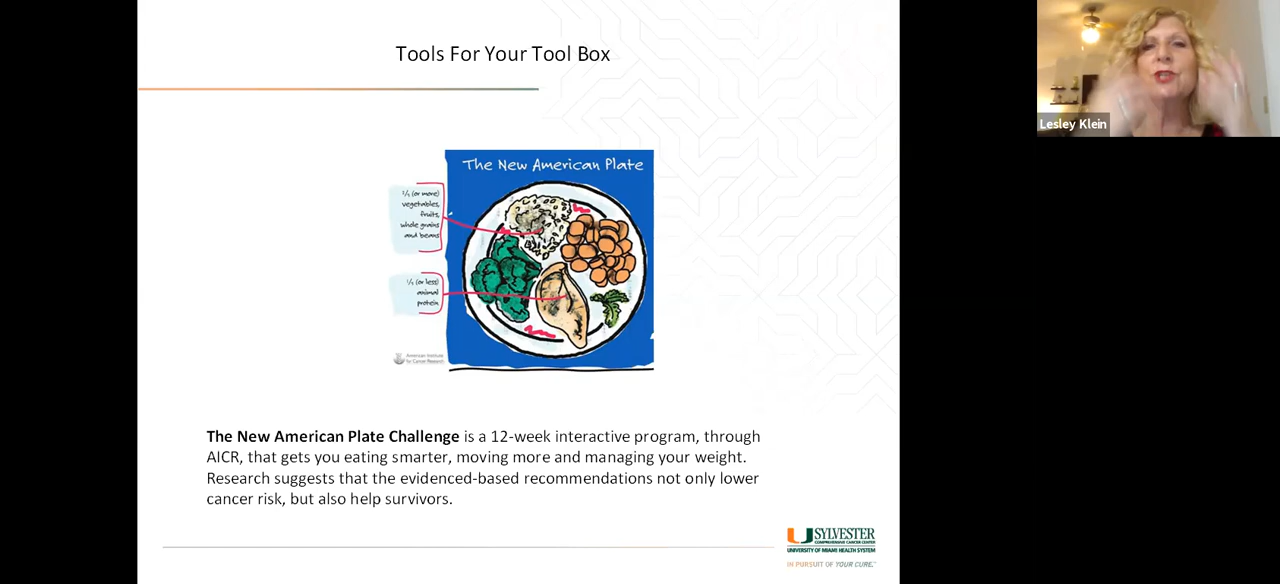 Tools For Your Tool Box
Lesley Klein
The New American Plate
2/3 (or more)
vegetables,
fruits,
whole grains
and beans
1/3 (or less)
animal
protein
American Institute
for Cancer Research
The New American Plate Challenge is a 12-week interactive program, through
AICR, that gets you eating smarter, moving more and managing your weight.
Research suggests that the evidenced-based recommendations not only lower
cancer risk, but also help survivors.
SYLVESTER
COMPREHENSIVE CANCER CENTER
UNIVERSITY OF MIAMI HEALTH SYSTEM
IN PURSUIT OF YOUR CURE.™